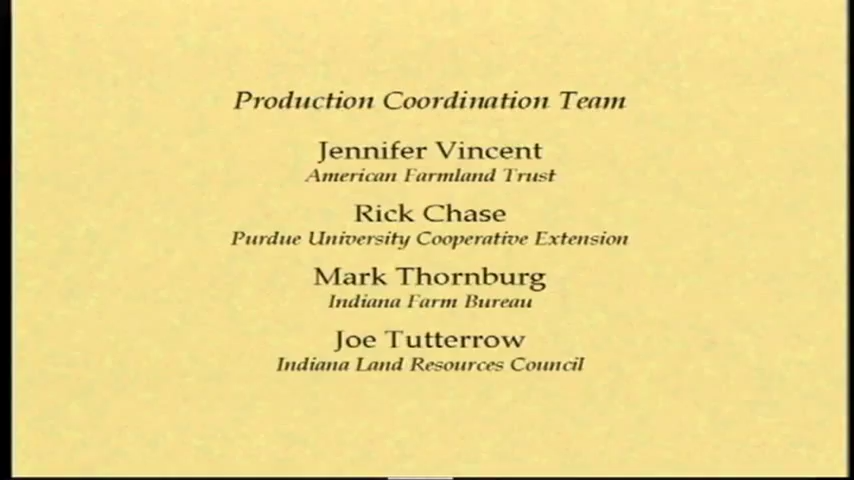 Production Coordination Team
Jennifer Vincent
American Farmland Trust
Rick Chase
Purdue University Cooperative Extension
Mark Thornburg
Indiana Farm Bureau
Joe Tutterrow
Indiana Land Resources Council